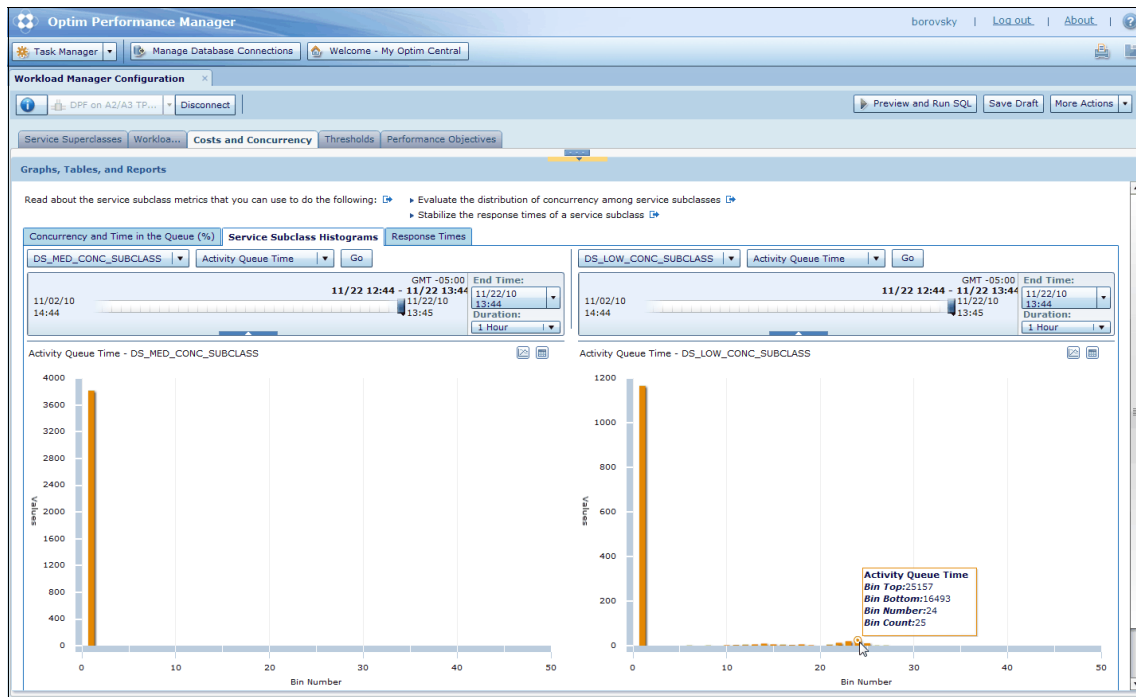 Optim Performance Manager
borovsky | Log out | About | ?
Task Manager Manage Database Connections Welcome - My Optim Central
Workload Manager Configuration ×
DPF on A2/A3 TP... Disconnect Preview and Run SQL Save Draft More Actions
Service Superclasses Workloa... Costs and Concurrency Thresholds Performance Objectives
Graphs, Tables, and Reports
Read about the service subclass metrics that you can use to do the following: Evaluate the distribution of concurrency among service subclasses
Stabilize the response times of a service subclass
Concurrency and Time in the Queue (%) Service Subclass Histograms Response Times
DS_MED_CONC_SUBCLASS Activity Queue Time Go
GMT -05:00 End Time:
11/22 12:44 - 11/22 13:44
11/02/10 14:44
11/22/10 13:45
11/22/10 13:44
Duration:
1 Hour
Activity Queue Time - DS_MED_CONC_SUBCLASS
4000
3600
3200
2800
2400
2000
1600
1200
800
400
0
Values
0 10 20 30 40 50
Bin Number
DS_LOW_CONC_SUBCLASS Activity Queue Time Go
GMT -05:00 End Time:
11/22 12:44 - 11/22 13:44
11/02/10 14:44
11/22/10 13:45
11/22/10 13:44
Duration:
1 Hour
Activity Queue Time - DS_LOW_CONC_SUBCLASS
1200
1000
800
600
400
200
0
Values
Activity Queue Time
Bin Top:25157
Bin Bottom:16493
Bin Number:24
Bin Count:25
0 10 20 30 40 50
Bin Number